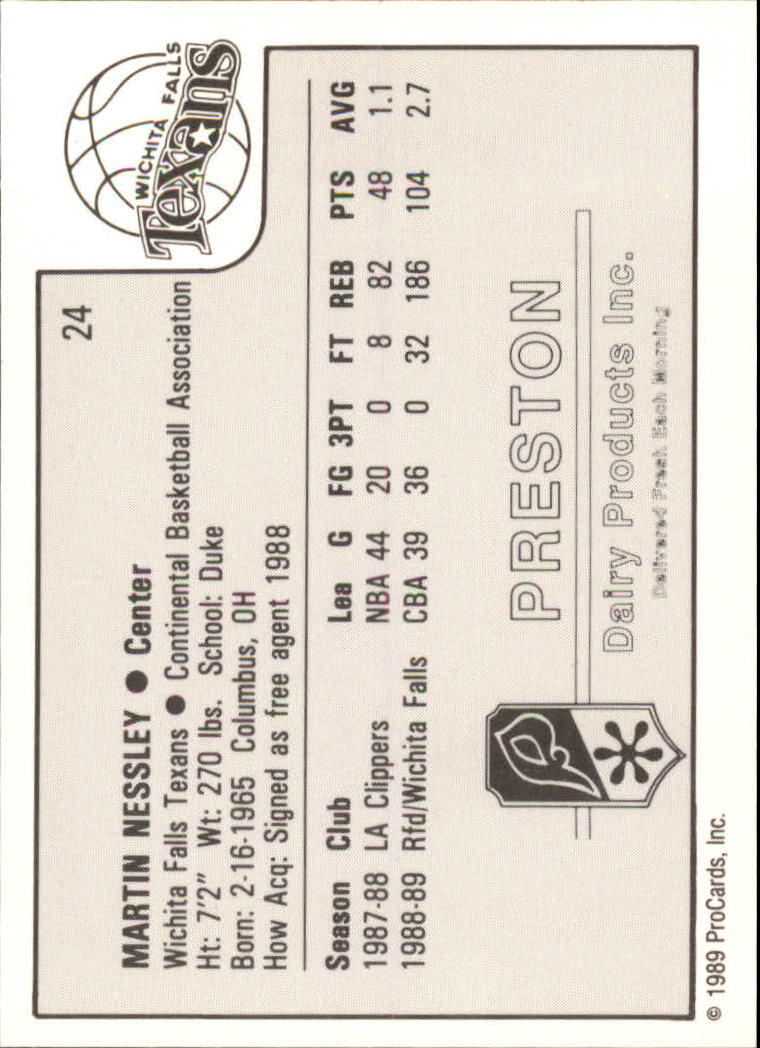 WICHITA FALLS
Texans
24
MARTIN NESSLEY ● Center
Wichita Falls Texans ● Continental Basketball Association
Ht: 7'2" Wt: 270 lbs. School: Duke
Born: 2-16-1965 Columbus, OH
How Acq: Signed as free agent 1988
Season Club Lea G FG 3PT FT REB PTS AVG
1987-88 LA Clippers NBA 44 20 0 8 82 48 1.1
1988-89 Rfd/Wichita Falls CBA 39 36 0 32 186 104 2.7
PRESTON
Dairy Products Inc.
Delivered Fresh Each Morning
© 1989 ProCards, Inc.